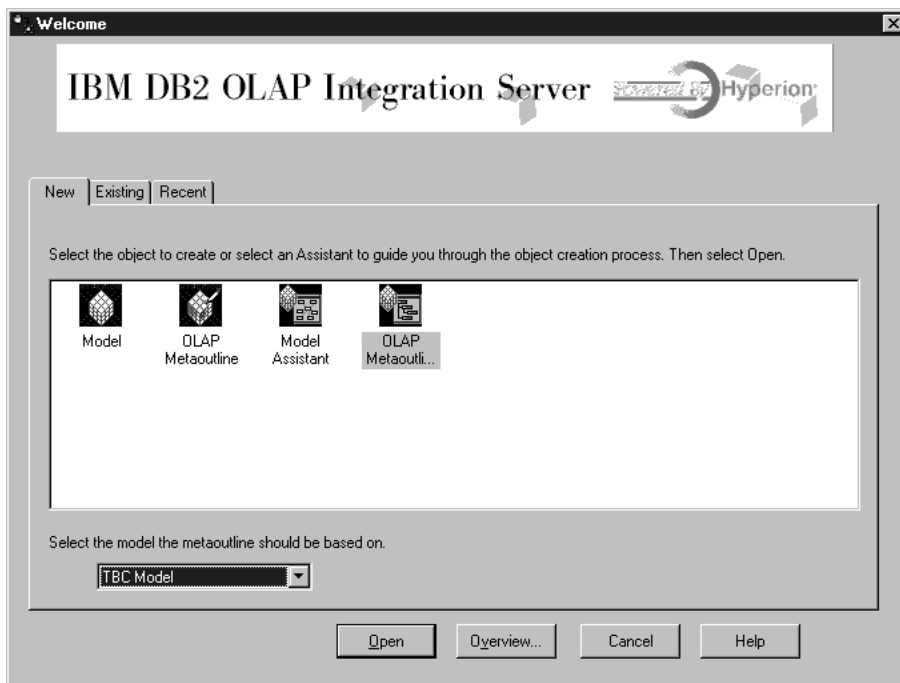 Welcome
IBM DB2 OLAP Integration Server POWERED BY Hyperion
New Existing Recent
Select the object to create or select an Assistant to guide you through the object creation process. Then select Open.
Model
OLAP
Metaoutline
Model
Assistant
OLAP
Metaoutli...
Select the model the metaoutline should be based on.
TBC Model
Open Overview... Cancel Help